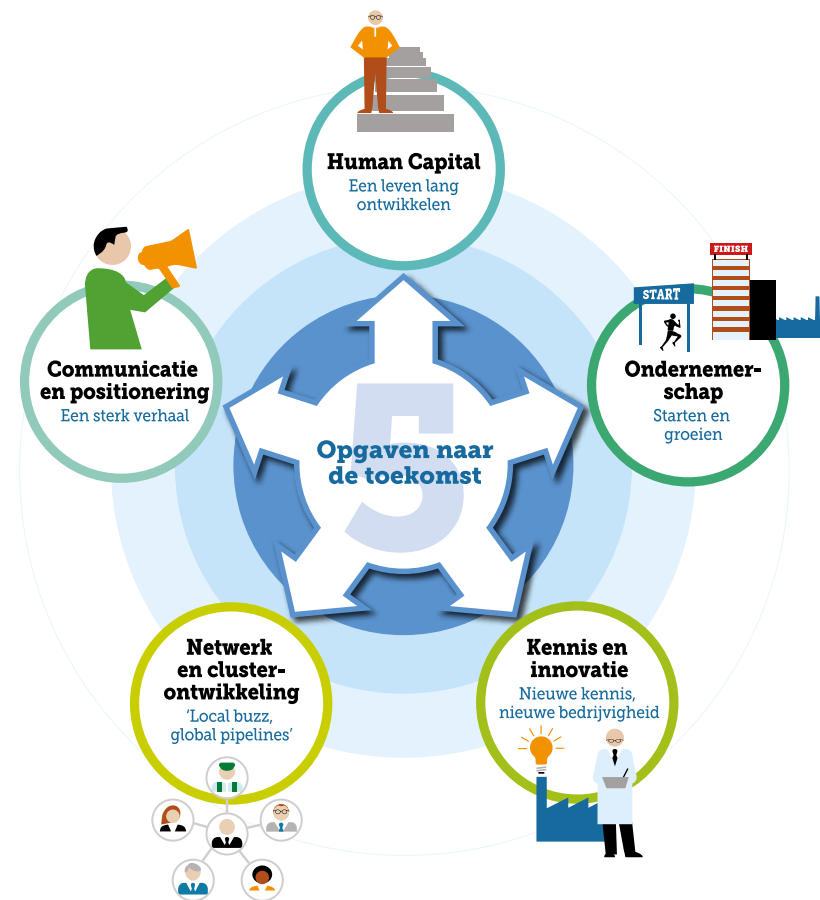 Human Capital
Een leven lang
ontwikkelen
FINISH
START
Ondernemer-
schap
Starten en
groeien
Communicatie
en positionering
Een sterk verhaal
5
Opgaven naar
de toekomst
Netwerk
en cluster-
ontwikkeling
‘Local buzz,
global pipelines’
Kennis en
innovatie
Nieuwe kennis,
nieuwe bedrijvigheid